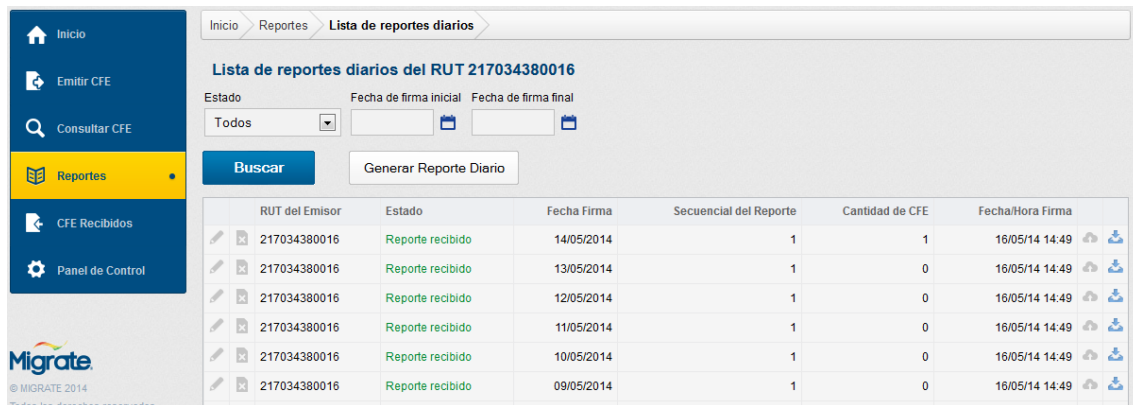 Inicio
Emitir CFE
Consultar CFE
Reportes
CFE Recibidos
Panel de Control
Migrate.
© MIGRATE 2014
Todos los derechos reservados
Inicio Reportes Lista de reportes diarios
Lista de reportes diarios del RUT 217034380016
Estado Fecha de firma inicial Fecha de firma final
Todos
Buscar Generar Reporte Diario
RUT del Emisor Estado Fecha Firma Secuencial del Reporte Cantidad de CFE Fecha/Hora Firma
217034380016 Reporte recibido 14/05/2014 1 1 16/05/14 14:49
217034380016 Reporte recibido 13/05/2014 1 0 16/05/14 14:49
217034380016 Reporte recibido 12/05/2014 1 0 16/05/14 14:49
217034380016 Reporte recibido 11/05/2014 1 0 16/05/14 14:49
217034380016 Reporte recibido 10/05/2014 1 0 16/05/14 14:49
217034380016 Reporte recibido 09/05/2014 1 0 16/05/14 14:49